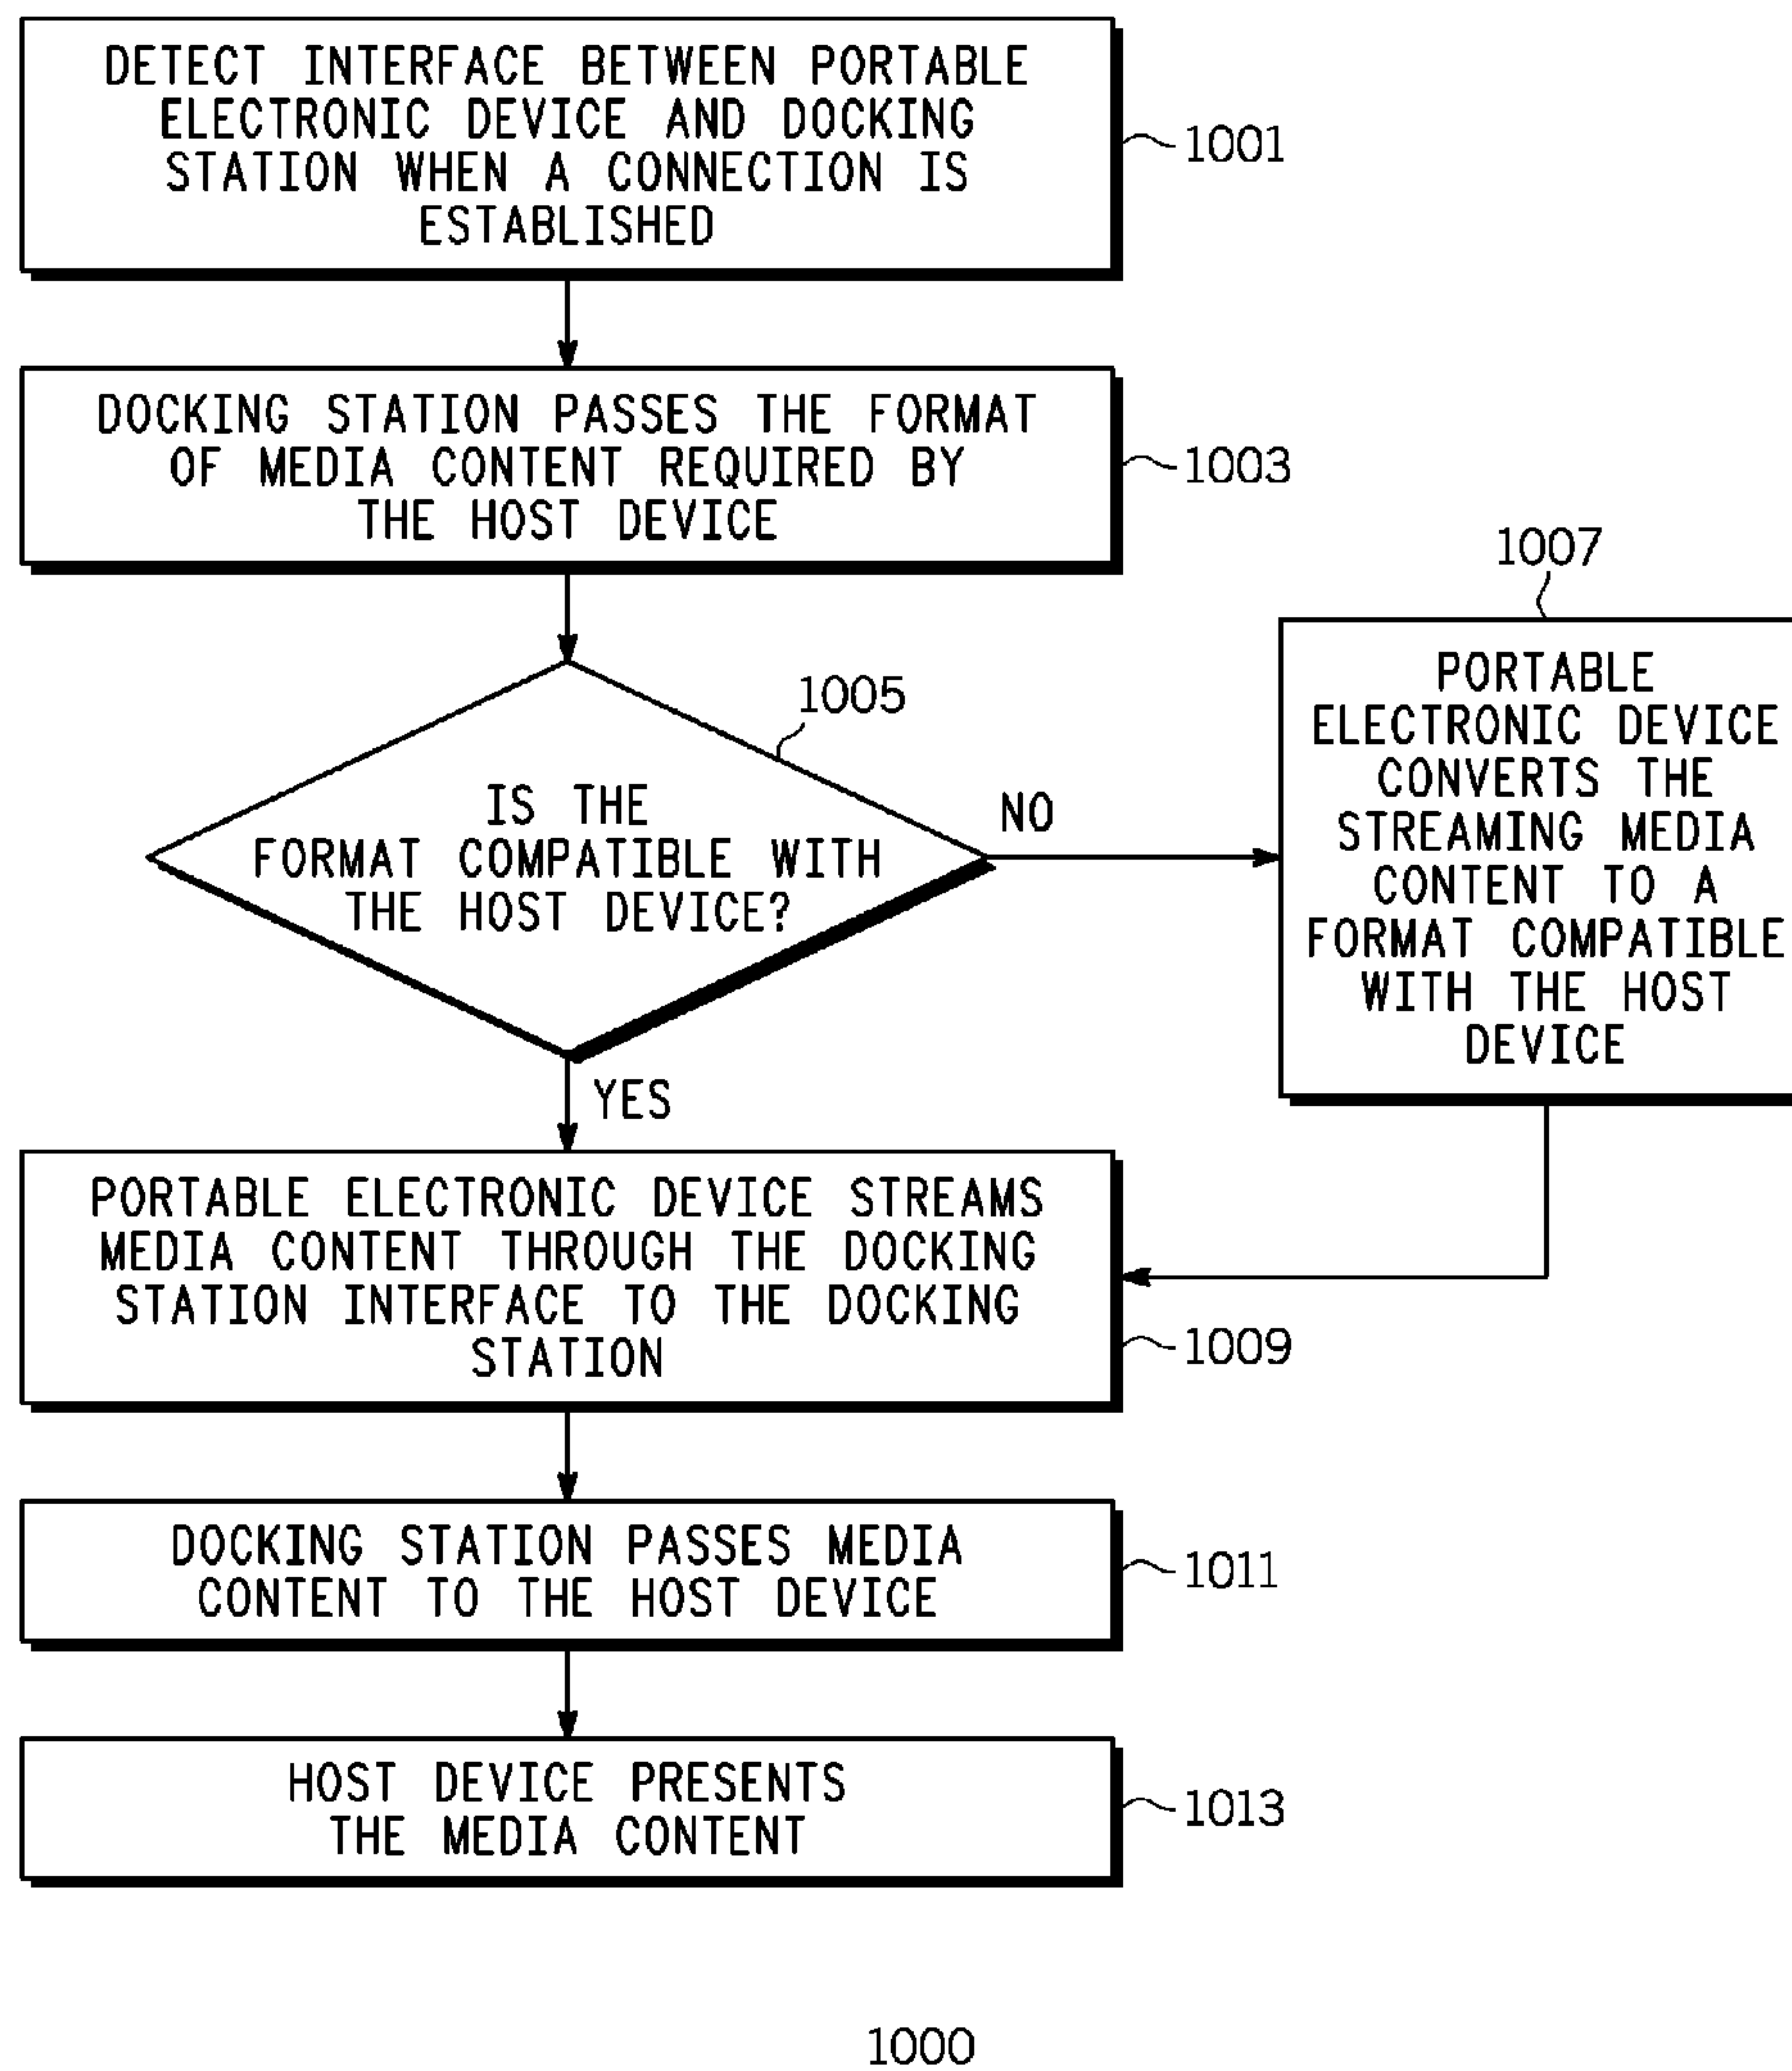 DETECT INTERFACE BETWEEN PORTABLE
ELECTRONIC DEVICE AND DOCKING
STATION WHEN A CONNECTION IS
ESTABLISHED
1001
DOCKING STATION PASSES THE FORMAT
OF MEDIA CONTENT REQUIRED BY
THE HOST DEVICE
1003
1005
IS THE
FORMAT COMPATIBLE WITH
THE HOST DEVICE?
NO
YES
1007
PORTABLE
ELECTRONIC DEVICE
CONVERTS THE
STREAMING MEDIA
CONTENT TO A
FORMAT COMPATIBLE
WITH THE HOST
DEVICE
PORTABLE ELECTRONIC DEVICE STREAMS
MEDIA CONTENT THROUGH THE DOCKING
STATION INTERFACE TO THE DOCKING
STATION
1009
DOCKING STATION PASSES MEDIA
CONTENT TO THE HOST DEVICE
1011
HOST DEVICE PRESENTS
THE MEDIA CONTENT
1013
1000